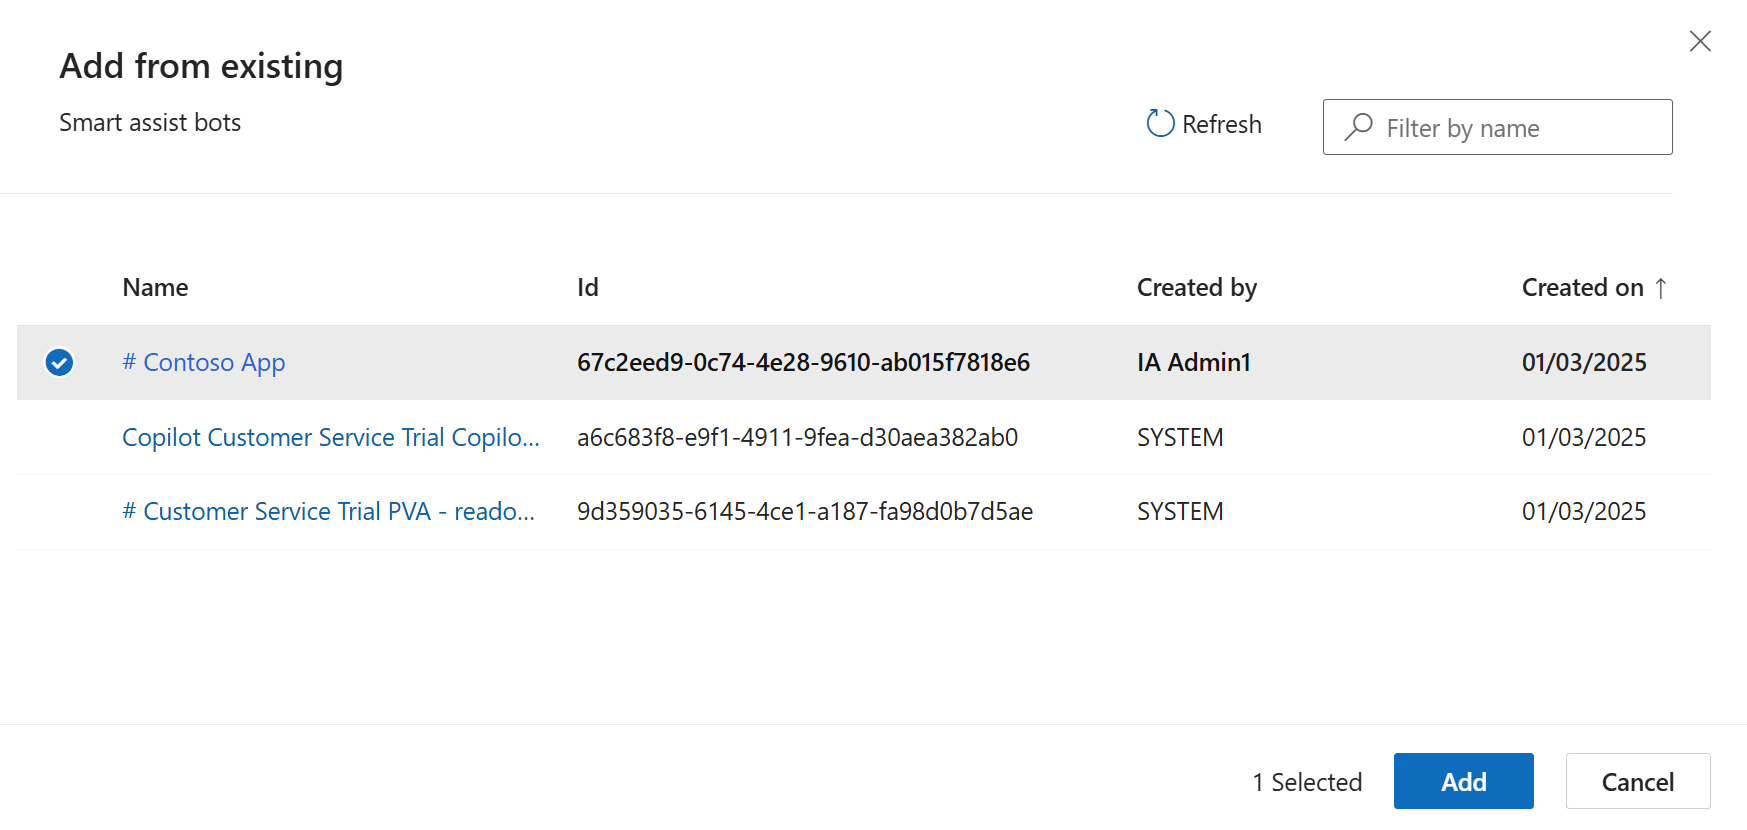 Add from existing
Smart assist bots
Refresh
Filter by name
Name Id Created by Created on ↑
# Contoso App 67c2eed9-0c74-4e28-9610-ab015f7818e6 IA Admin1 01/03/2025
Copilot Customer Service Trial Copilo... a6c683f8-e9f1-4911-9fea-d30aea382ab0 SYSTEM 01/03/2025
# Customer Service Trial PVA - reado... 9d359035-6145-4ce1-a187-fa98d0b7d5ae SYSTEM 01/03/2025
1 Selected Add Cancel